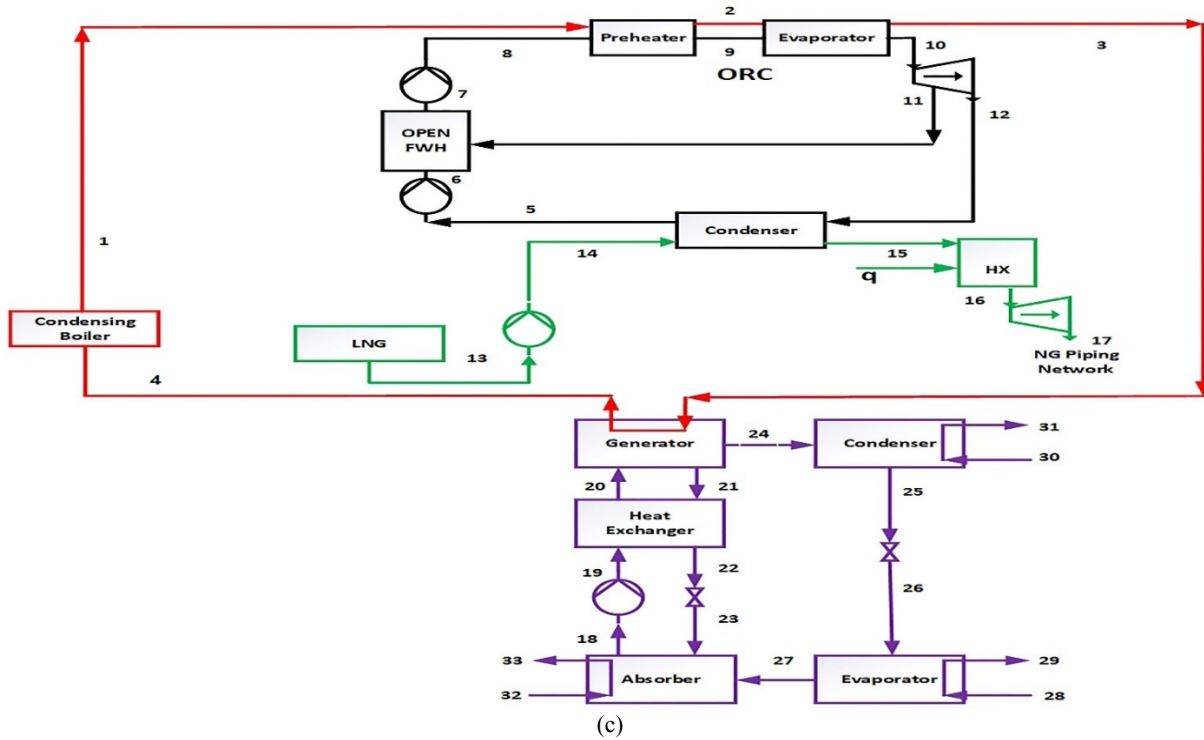 2
3
8
Preheater
9
Evaporator
10
ORC
7
11
12
OPEN
FWH
6
5
Condenser
1
14
15
q
HX
16
Condensing
Boiler
LNG
13
17
NG Piping
Network
4
Generator
24
Condenser
31
30
20
21
25
Heat
Exchanger
19
22
26
23
18
33
Absorber
27
Evaporator
29
32
28
(c)